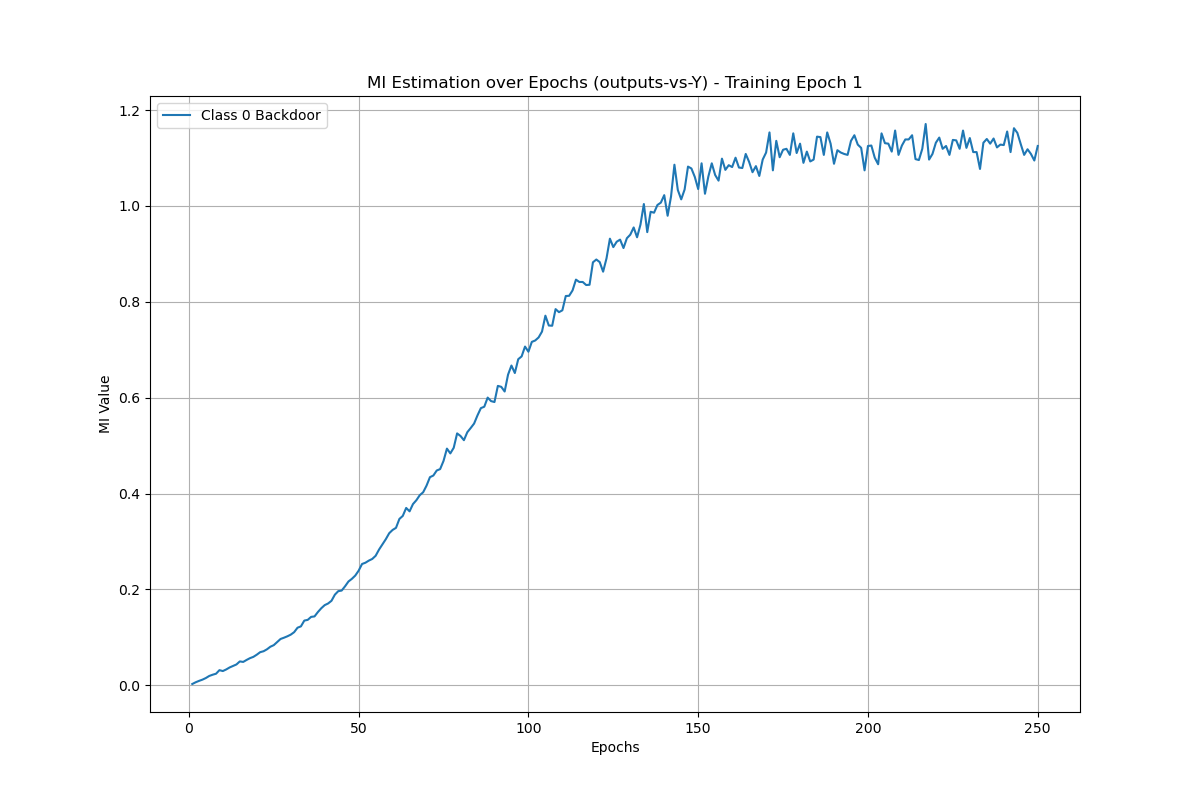 MI Estimation over Epochs (outputs-vs-Y) - Training Epoch 1
Class 0 Backdoor
MI Value
1.2
1.0
0.8
0.6
0.4
0.2
0.0
0 50 100 150 200 250
Epochs